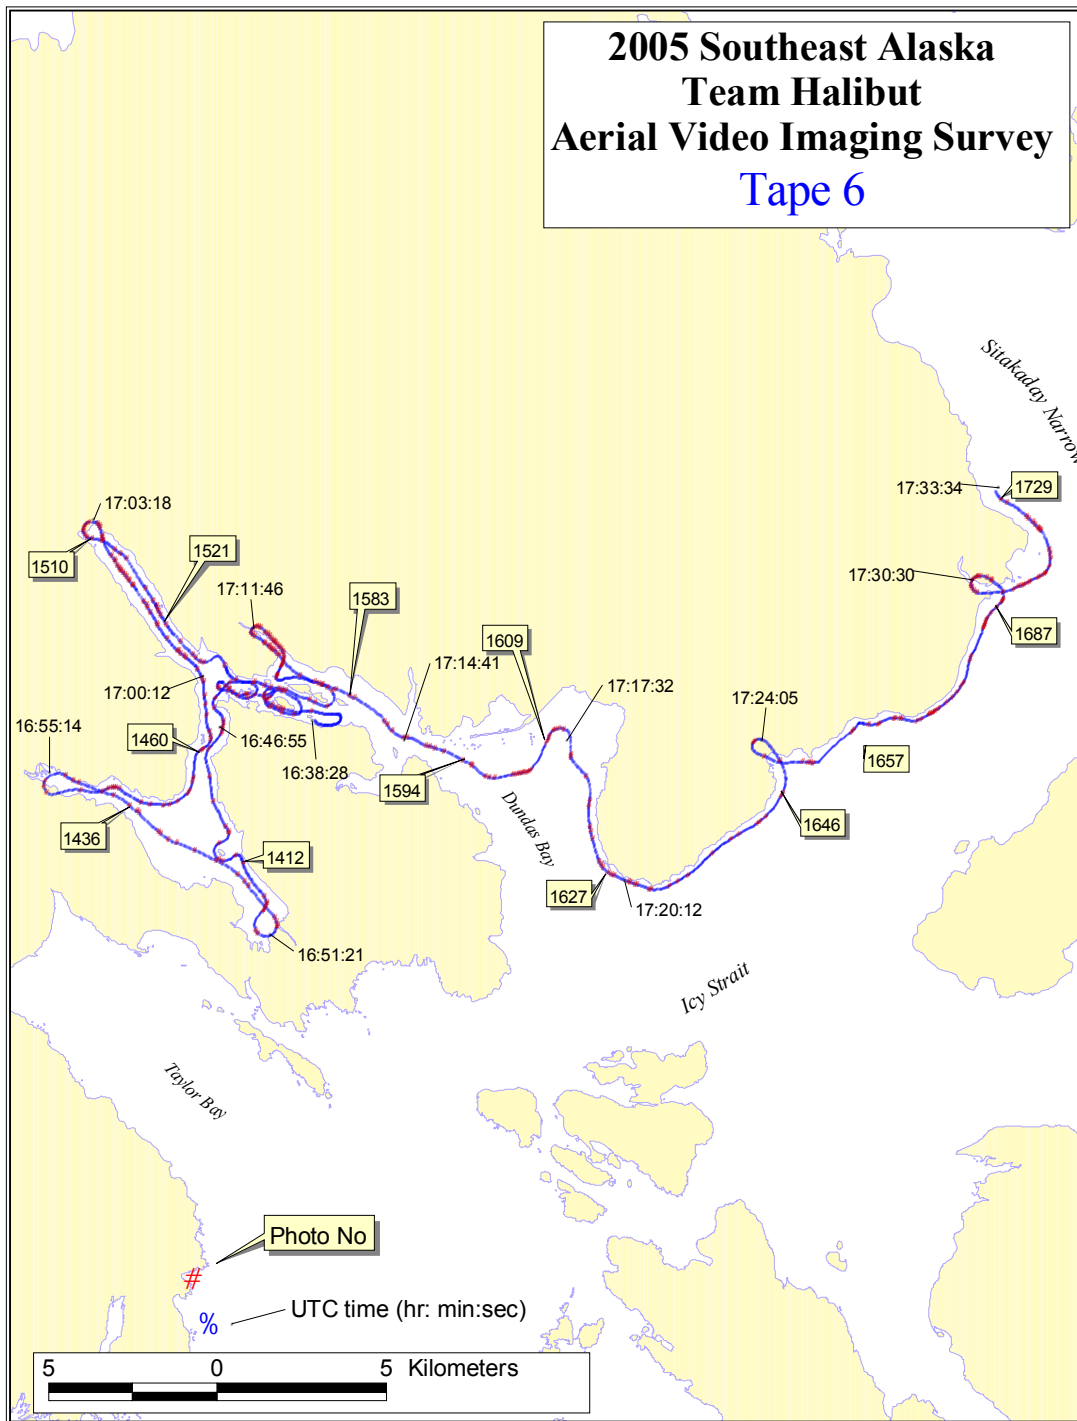 2005 Southeast Alaska
Team Halibut
Aerial Video Imaging Survey
Tape 6
Sitakaday Narrow
17:33:34
1729
17:03:18
1521
1510
17:11:46
1583
17:30:30
1609
1687
17:14:41
17:00:12
17:17:32
16:55:14
17:24:05
16:46:55
1460
1657
16:38:28
1594
Dundas Bay
1436
1646
1412
1627
17:20:12
16:51:21
Icy Strait
Taylor Bay
Photo No
#
UTC time (hr: min:sec)
%
5 0 5 Kilometers